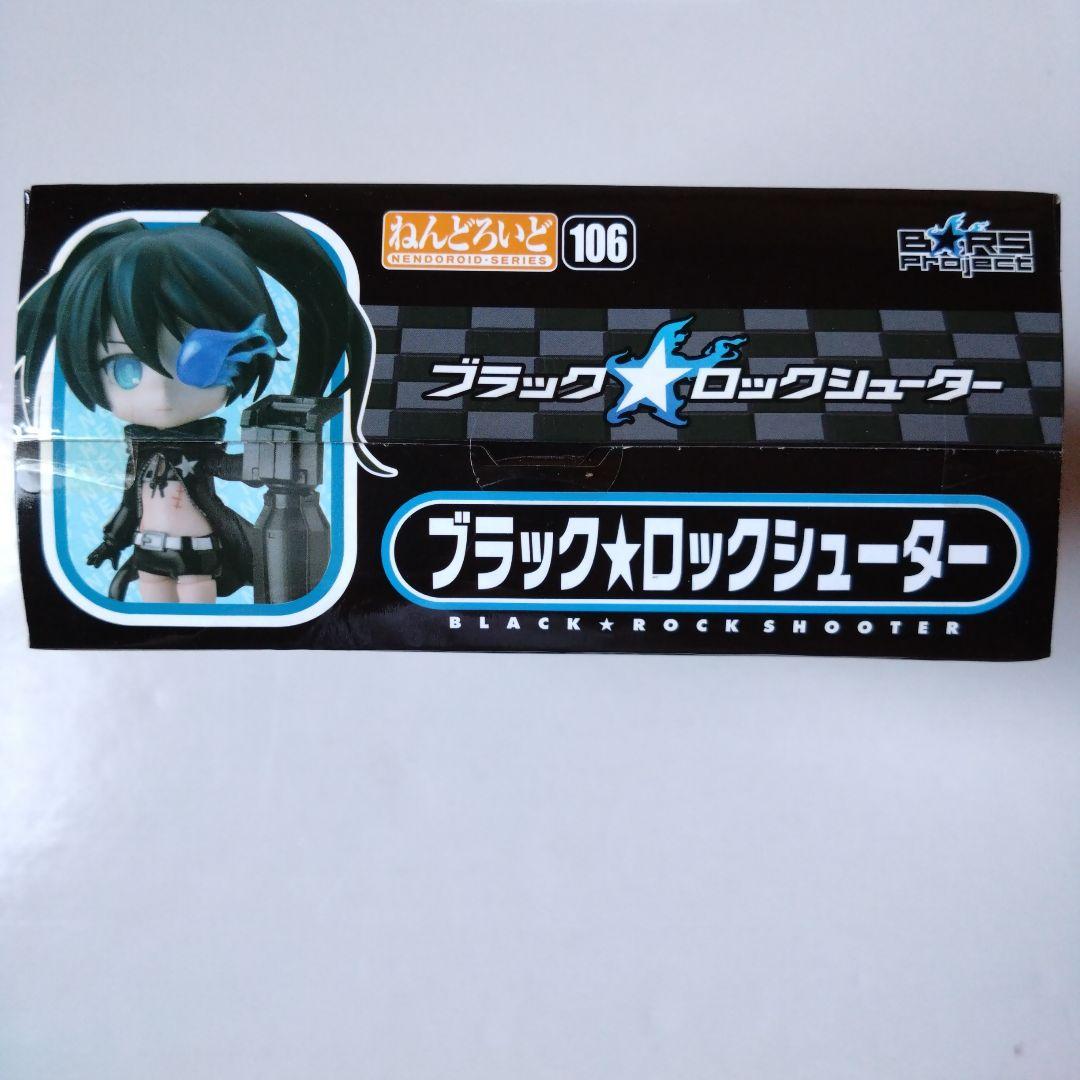 ねんどろいど
NENDOROID・SERIES
106
B★RS
Project
ブラック★ロックシューター
ブラック★ロックシューター
BLACK★ROCK SHOOTER